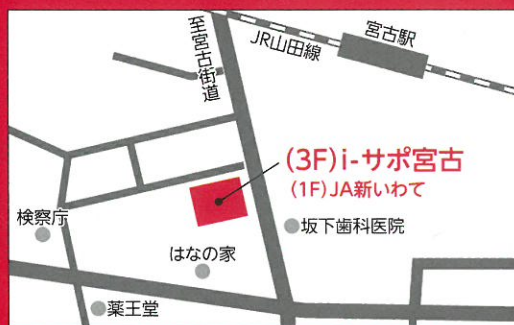 至宮古街道
JR山田線
宮古駅
(3F)i-サポ宮古
(1F)JA新いわて
検察庁
坂下歯科医院
はなの家
薬王堂